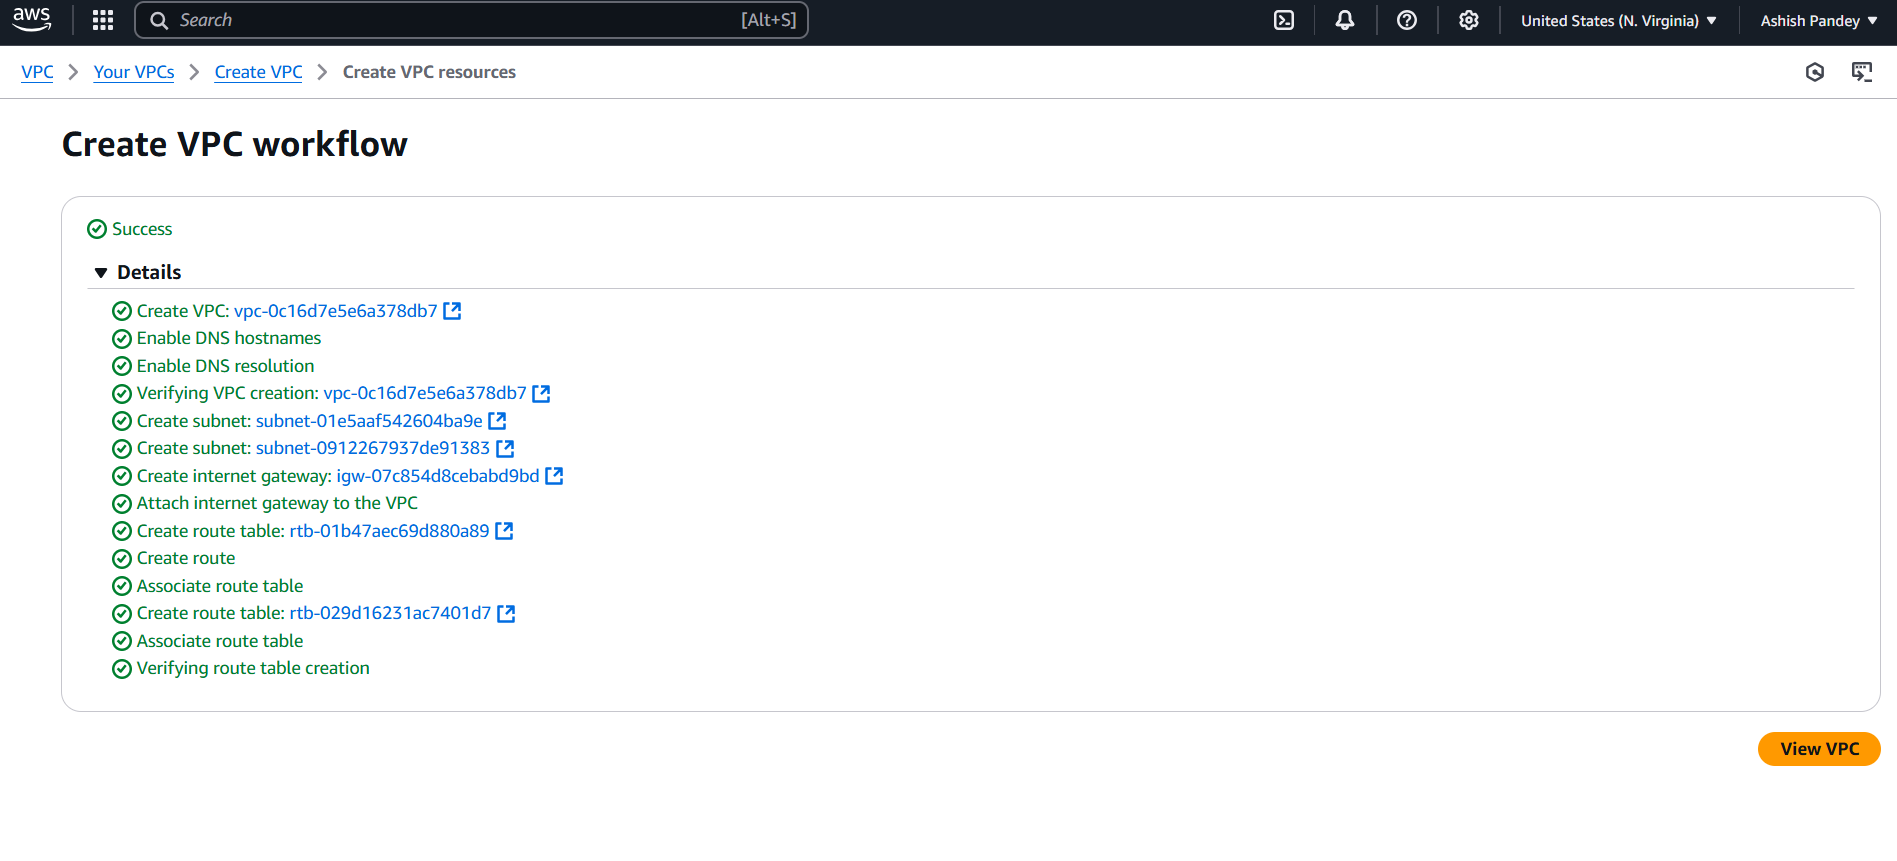 aws Search [Alt+S] United States (N. Virginia) Ashish Pandey
VPC Your VPCs Create VPC Create VPC resources
Create VPC workflow
Success
Details
Create VPC: vpc-0c16d7e5e6a378db7
Enable DNS hostnames
Enable DNS resolution
Verifying VPC creation: vpc-0c16d7e5e6a378db7
Create subnet: subnet-01e5aaf542604ba9e
Create subnet: subnet-0912267937de91383
Create internet gateway: igw-07c854d8cebabd9bd
Attach internet gateway to the VPC
Create route table: rtb-01b47aec69d880a89
Create route
Associate route table
Create route table: rtb-029d16231ac7401d7
Associate route table
Verifying route table creation
View VPC